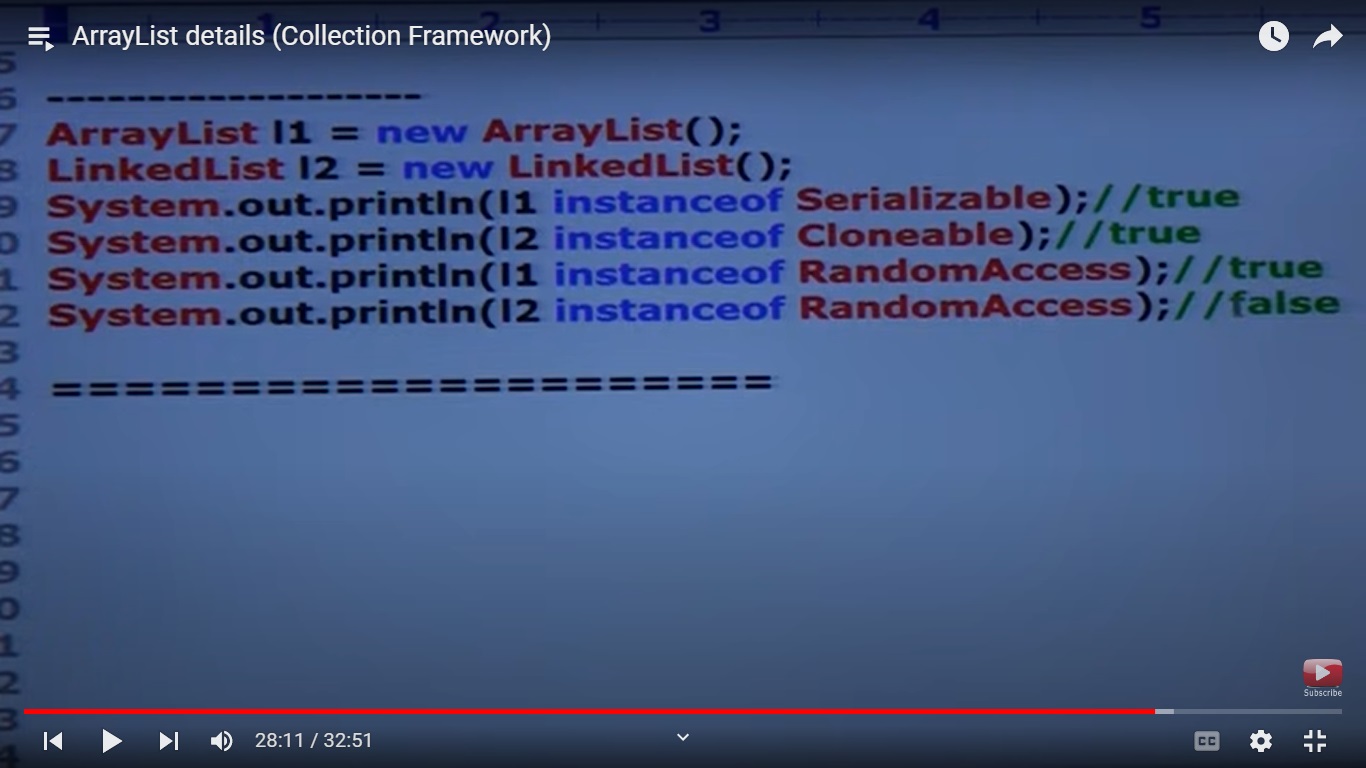 1 2 3 4 5
ArrayList details (Collection Framework)
5
6 -------------------
7 ArrayList l1 = new ArrayList();
8 LinkedList l2 = new LinkedList();
9 System.out.println(l1 instanceof Serializable);//true
0 System.out.println(l2 instanceof Cloneable);//true
1 System.out.println(l1 instanceof RandomAccess);//true
2 System.out.println(l2 instanceof RandomAccess);//false
3
4 ======================
5
6
7
8
9
0
1
2
3
4
Subscribe
28:11 / 32:51
CC